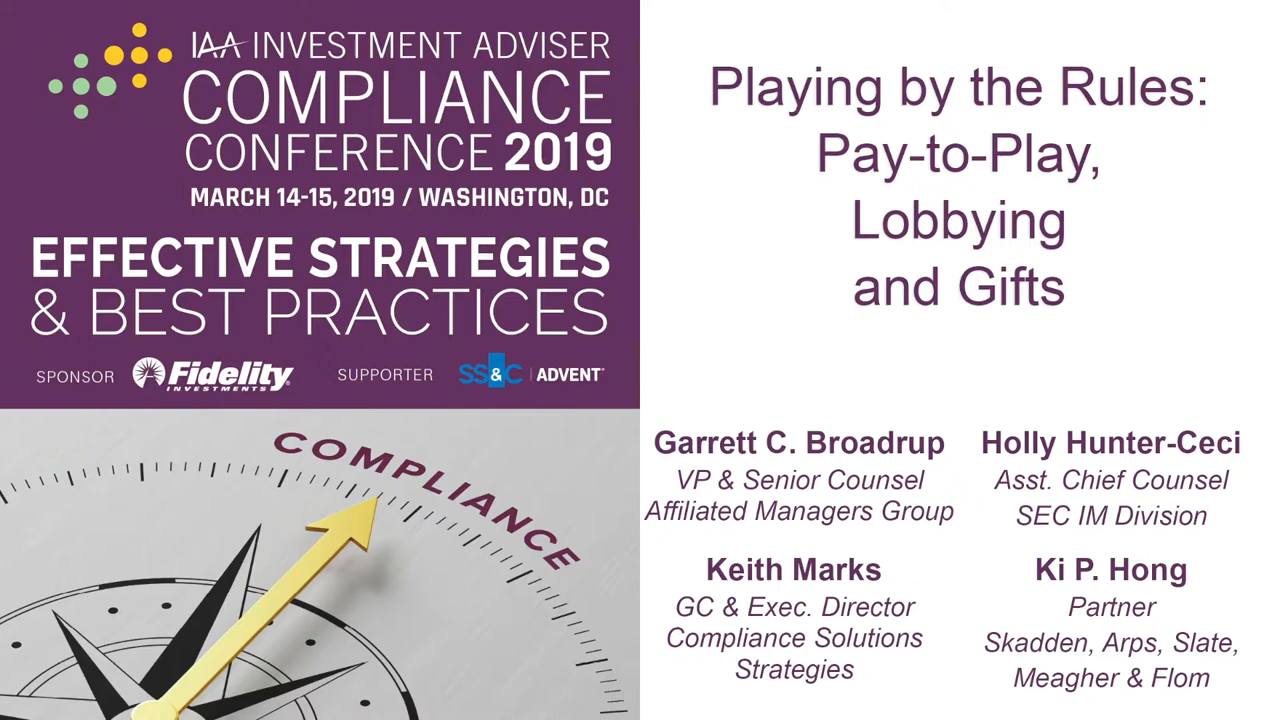 IAA INVESTMENT ADVISER
COMPLIANCE
CONFERENCE 2019
MARCH 14-15, 2019 / WASHINGTON, DC
EFFECTIVE STRATEGIES
& BEST PRACTICES
SPONSOR Fidelity INVESTMENTS® SUPPORTER SS&C | ADVENT®
COMPLIANCE
Playing by the Rules:
Pay-to-Play,
Lobbying
and Gifts
Garrett C. Broadrup
VP & Senior Counsel
Affiliated Managers Group
Holly Hunter-Ceci
Asst. Chief Counsel
SEC IM Division
Keith Marks
GC & Exec. Director
Compliance Solutions
Strategies
Ki P. Hong
Partner
Skadden, Arps, Slate,
Meagher & Flom